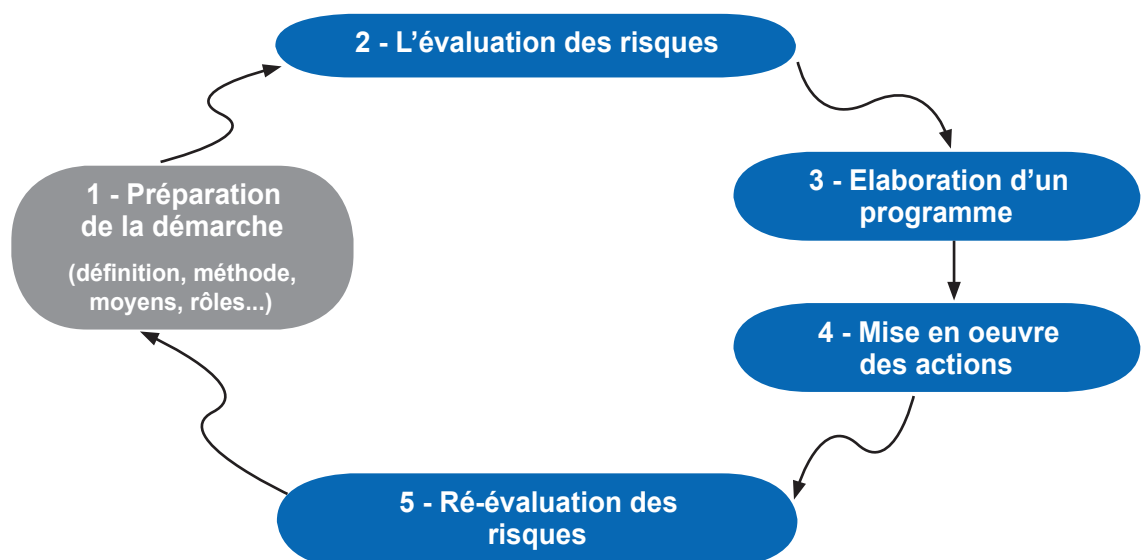 2 - L’évaluation des risques
1 - Préparation
de la démarche
(définition, méthode,
moyens, rôles...)
3 - Elaboration d’un
programme
4 - Mise en oeuvre
des actions
5 - Ré-évaluation des
risques